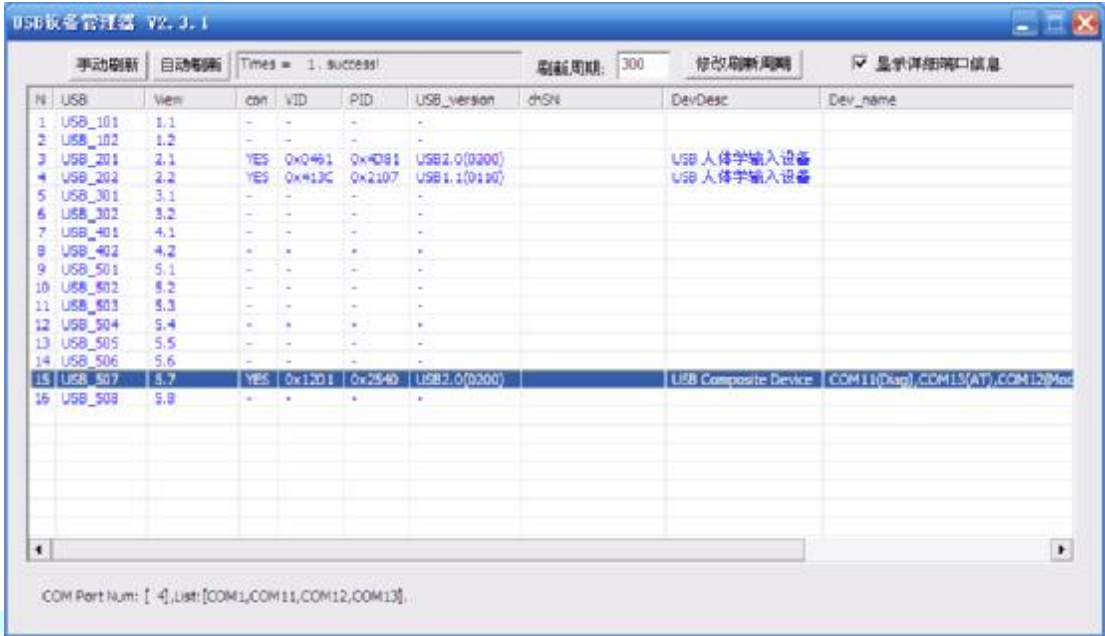 USB设备管理器 V2.3.1
手动刷新 自动刷新 Times = 1. success! 刷新周期: 300 修改刷新周期 显示详细端口信息
N USB View con VID PID USB_version chSN DevDesc Dev_name
1 USB_101 1.1 - - - -
2 USB_102 1.2 - - - -
3 USB_201 2.1 YES 0x0461 0x4D81 USB2.0(0200) USB 人体学输入设备
4 USB_202 2.2 YES 0x413C 0x2107 USB1.1(0110) USB 人体学输入设备
5 USB_301 3.1 - - - -
6 USB_302 3.2 - - - -
7 USB_401 4.1 - - - -
8 USB_402 4.2 - - - -
9 USB_501 5.1 - - - -
10 USB_502 5.2 - - - -
11 USB_503 5.3 - - - -
12 USB_504 5.4 - - - -
13 USB_505 5.5 - - - -
14 USB_506 5.6 - - - -
15 USB_507 5.7 YES 0x12D1 0x2540 USB2.0(0200) USB Composite Device COM11(Diag),COM13(AT),COM12(Mod
16 USB_508 5.8 - - - -
COM Port Num: [ 4],List:[COM1,COM11,COM12,COM13].